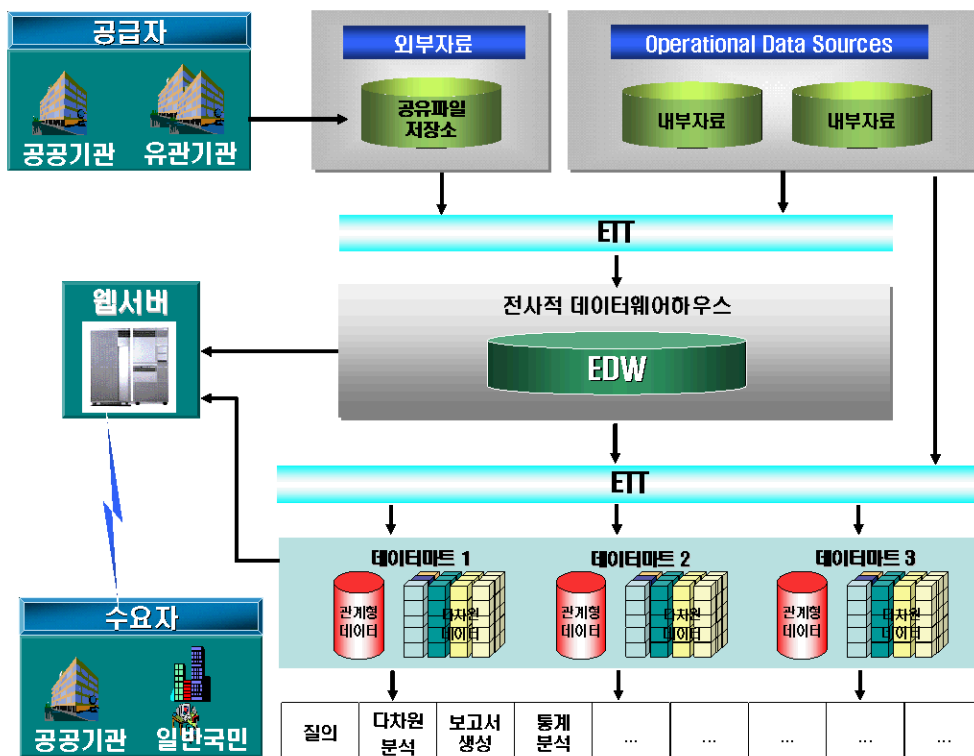 공급자
공공기관
유관기관
외부자료
공유파일
저장소
Operational Data Sources
내부자료
내부자료
ETT
웹서버
전사적 데이터웨어하우스
EDW
ETT
데이터마트 1
관계형
데이터
다차원
데이터
데이터마트 2
관계형
데이터
다차원
데이터
데이터마트 3
관계형
데이터
다차원
데이터
수요자
공공기관
일반국민
질의
다차원
분석
보고서
생성
통계
분석
...
...
...
...
...